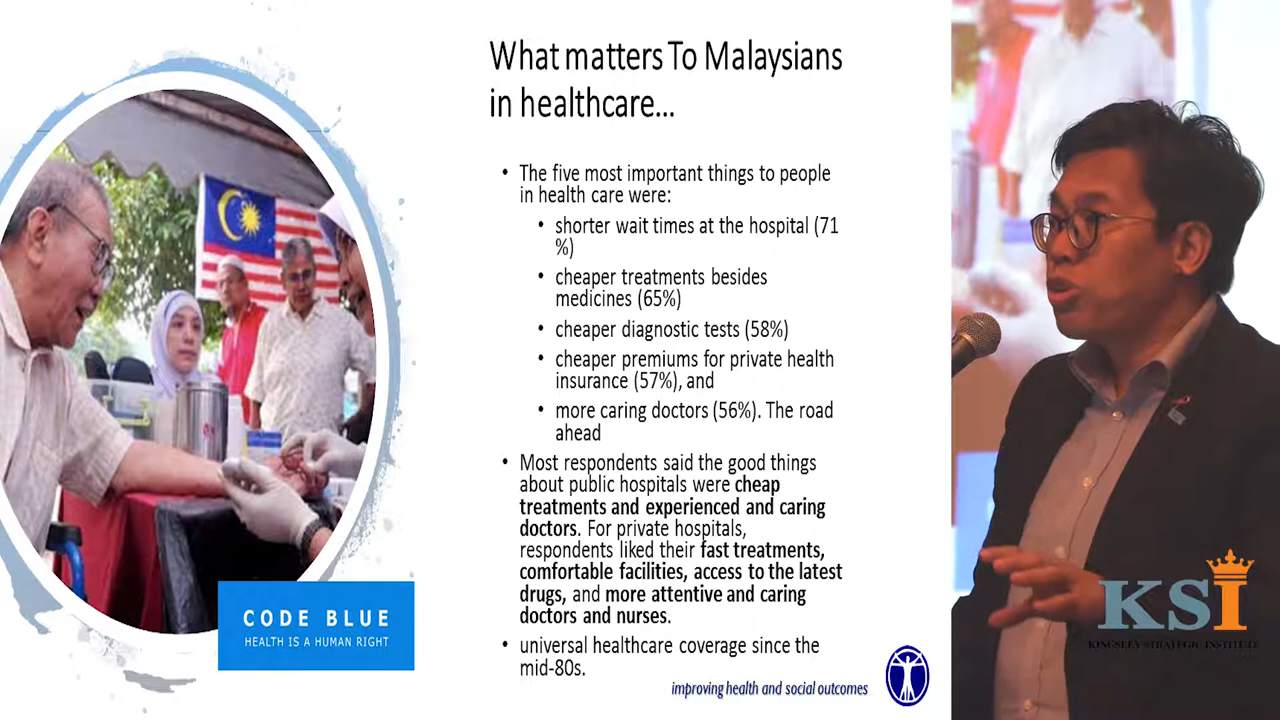 What matters To Malaysians
in healthcare...
• The five most important things to people
in health care were:
• shorter wait times at the hospital (71
%)
• cheaper treatments besides
medicines (65%)
• cheaper diagnostic tests (58%)
• cheaper premiums for private health
insurance (57%), and
• more caring doctors (56%). The road
ahead
• Most respondents said the good things
about public hospitals were cheap
treatments and experienced and caring
doctors. For private hospitals,
respondents liked their fast treatments,
comfortable facilities, access to the latest
drugs, and more attentive and caring
doctors and nurses.
• universal healthcare coverage since the
mid-80s.
improving health and social outcomes
CODE BLUE
HEALTH IS A HUMAN RIGHT
KSI
KINGSLEY STRATEGIC INSTITUTE